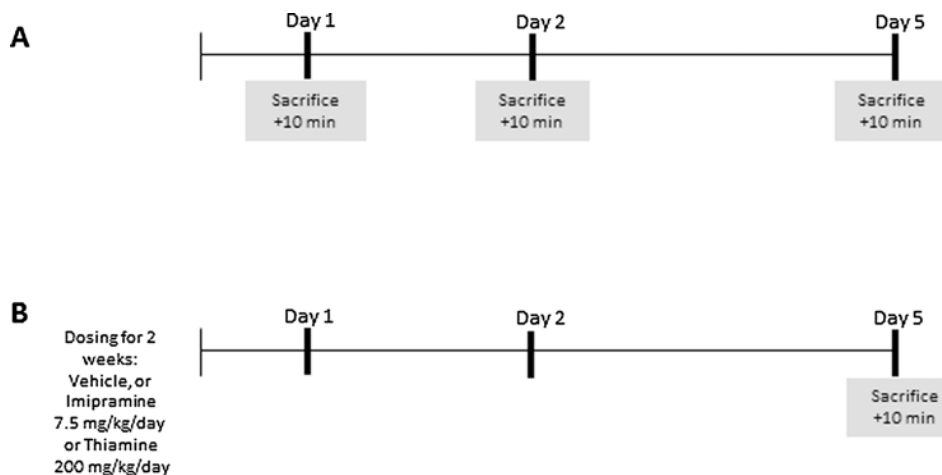 A
Day 1
Day 2
Day 5
Sacrifice
+10 min
Sacrifice
+10 min
Sacrifice
+10 min
B
Dosing for 2
weeks:
Vehicle, or
Imipramine
7.5 mg/kg/day
or Thiamine
200 mg/kg/day
Day 1
Day 2
Day 5
Sacrifice
+10 min